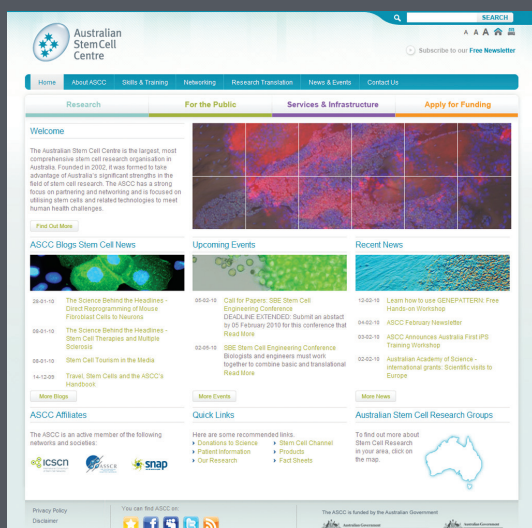 SEARCH
Australian
Stem Cell
Centre
A A A
Subscribe to our Free Newsletter
Home About ASCC Skills & Training Networking Research Translation News & Events Contact Us
Research For the Public Services & Infrastructure Apply for Funding
Welcome
The Australian Stem Cell Centre is the largest, most
comprehensive stem cell research organisation in
Australia. Founded in 2002, it was formed to take
advantage of Australia's significant strengths in the
field of stem cell research. The ASCC has a strong
focus on partnering and networking and is focused on
utilising stem cells and related technologies to meet
human health challenges.
Find Out More
ASCC Blogs Stem Cell News
28-01-10 The Science Behind the Headlines -
Direct Reprogramming of Mouse
Fibroblast Cells to Neurons
08-01-10 The Science Behind the Headlines -
Stem Cell Therapies and Multiple
Sclerosis
06-01-10 Stem Cell Tourism in the Media
14-12-09 Travel, Stem Cells and the ASCC's
Handbook
More Blogs
Upcoming Events
05-02-10 Call for Papers: SBE Stem Cell
Engineering Conference
DEADLINE EXTENDED: Submit an abstact
by 05 February 2010 for this conference that
Read More
02-05-10 SBE Stem Cell Engineering Conference
Biologists and engineers must work
together to combine basic and translational
Read More
More Events
Recent News
12-02-10 Learn how to use GENEPATTERN: Free
Hands-on Workshop
04-02-10 ASCC February Newsletter
03-02-10 ASCC Announces Australia First iPS
Training Workshop
02-02-10 Australian Academy of Science -
international grants: Scientific visits to
Europe
More News
ASCC Affiliates
The ASCC is an active member of the following
networks and societies:
icscn ASSCR snap
Quick Links
Here are some recommended links.
Donations to Science Stem Cell Channel
Patient Information Products
Our Research Fact Sheets
Australian Stem Cell Research Groups
To find out more about
Stem Cell Research
in your area, click on
the map.
Privacy Policy
Disclaimer
You can find ASCC on:
The ASCC is funded by the Australian Government.
Australian Government Australian Government